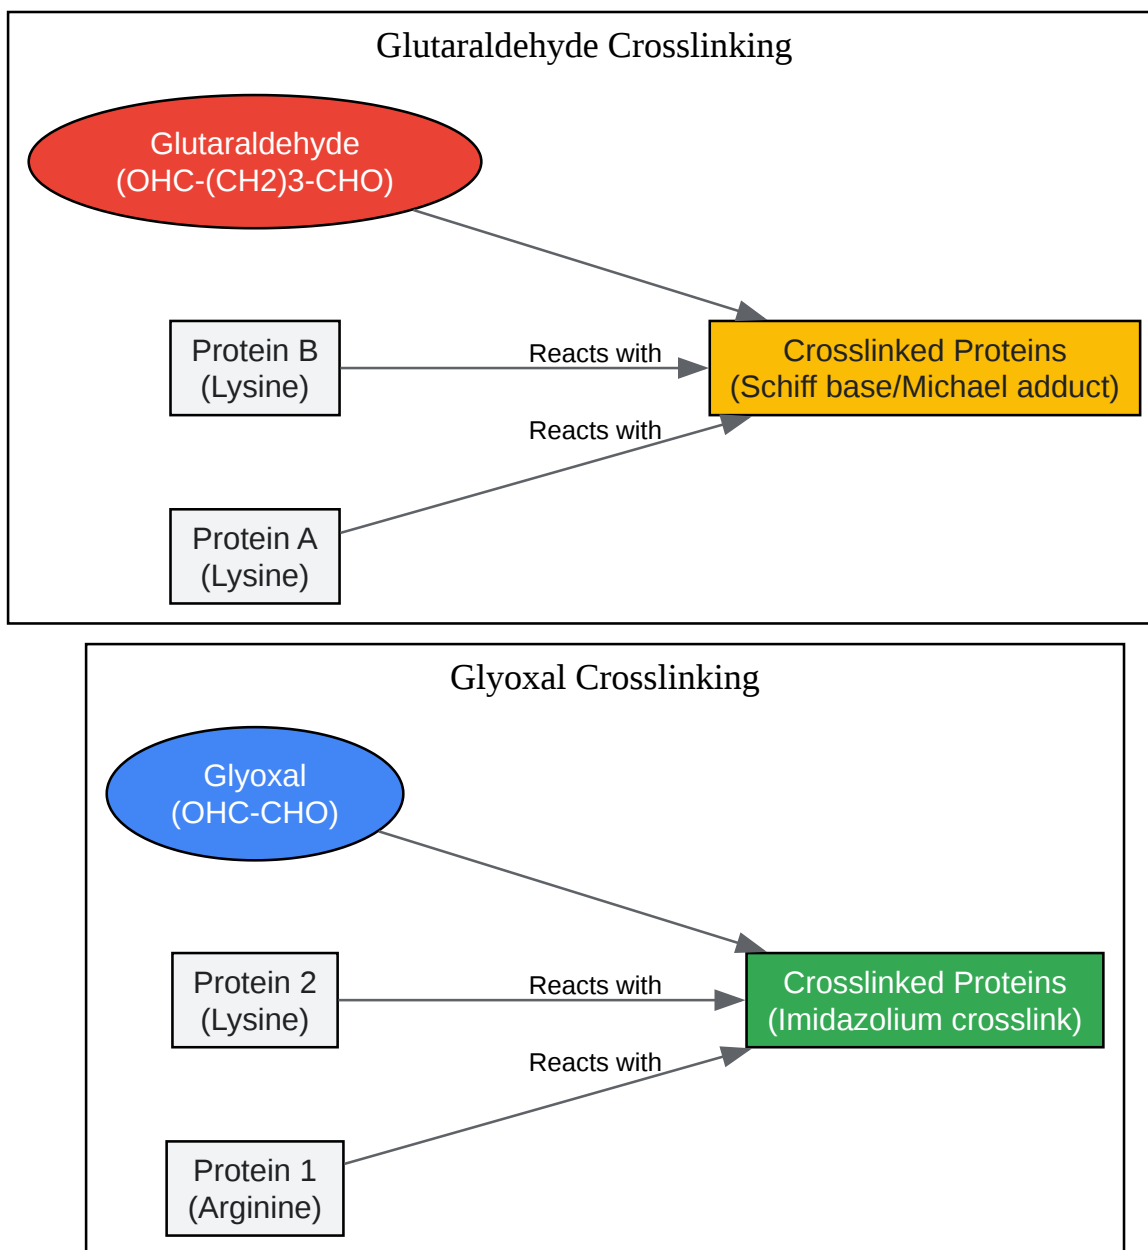 Glutaraldehyde Crosslinking
Glutaraldehyde
(OHC-(CH2)3-CHO)
Protein B
(Lysine)
Reacts with
Crosslinked Proteins
(Schiff base/Michael adduct)
Reacts with
Protein A
(Lysine)
Glyoxal Crosslinking
Glyoxal
(OHC-CHO)
Protein 2
(Lysine)
Reacts with
Crosslinked Proteins
(Imidazolium crosslink)
Reacts with
Protein 1
(Arginine)